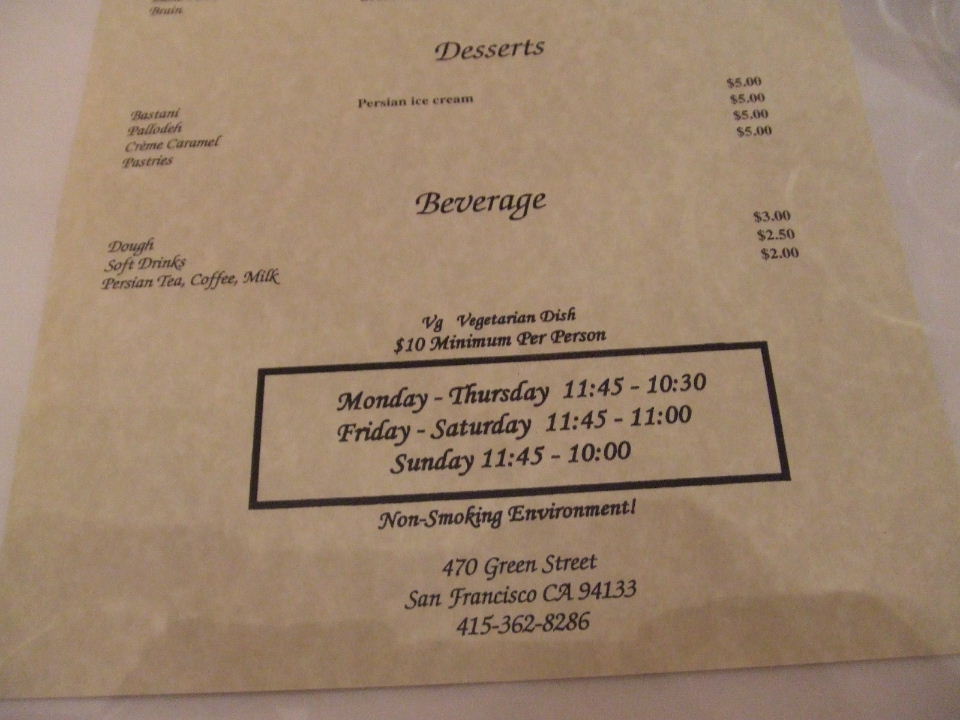 Brain
Desserts
Bastani Persian ice cream $5.00
Pallodeh $5.00
Crème Caramel $5.00
Pastries $5.00
Beverage
Dough $3.00
Soft Drinks $2.50
Persian Tea, Coffee, Milk $2.00
Vg Vegetarian Dish
$10 Minimum Per Person
Monday - Thursday 11:45 - 10:30
Friday - Saturday 11:45 - 11:00
Sunday 11:45 - 10:00
Non-Smoking Environment!
470 Green Street
San Francisco CA 94133
415-362-8286